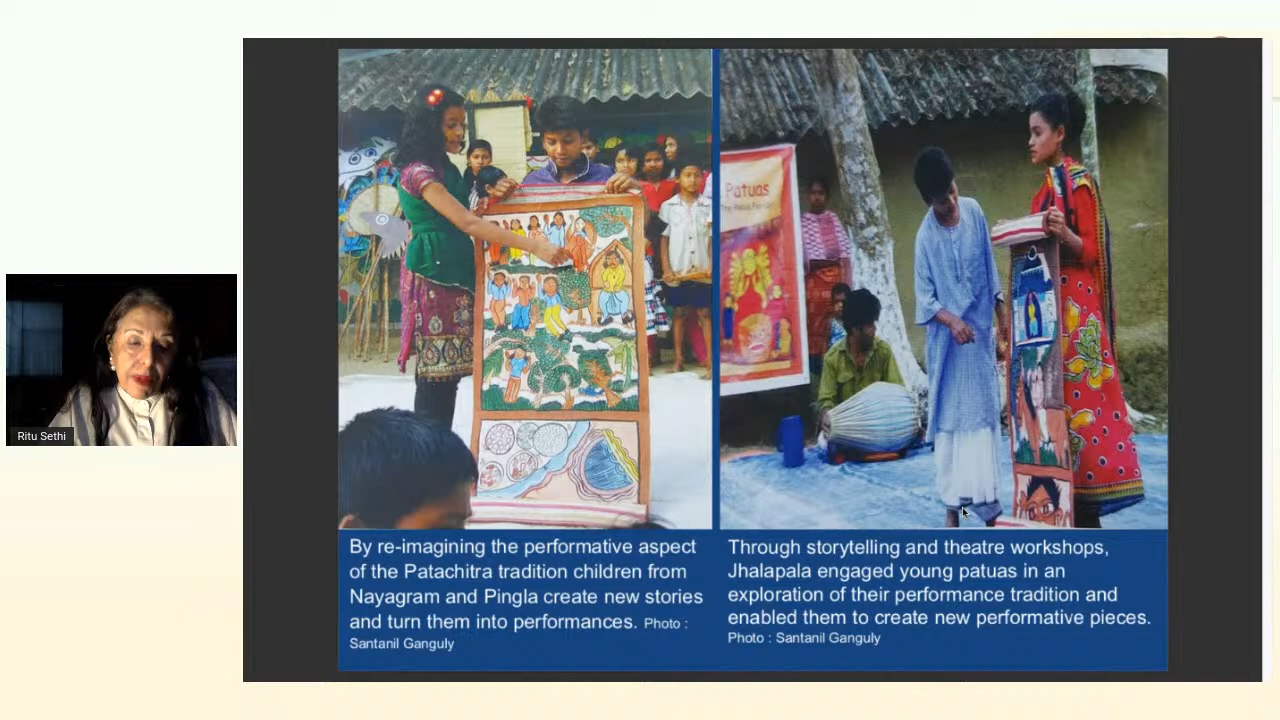 Patuas
Ritu Sethi
By re-imagining the performative aspect
of the Patachitra tradition children from
Nayagram and Pingla create new stories
and turn them into performances. Photo :
Santanil Ganguly
Through storytelling and theatre workshops,
Jhalapala engaged young patuas in an
exploration of their performance tradition and
enabled them to create new performative pieces.
Photo : Santanil Ganguly